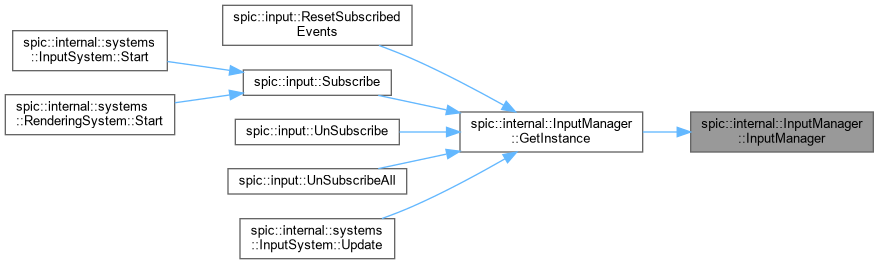 spic::input::ResetSubscribed
Events
spic::internal::systems
::InputSystem::Start
spic::input::Subscribe
spic::internal::systems
::RenderingSystem::Start
spic::input::UnSubscribe
spic::internal::InputManager
::GetInstance
spic::internal::InputManager
::InputManager
spic::input::UnSubscribeAll
spic::internal::systems
::InputSystem::Update